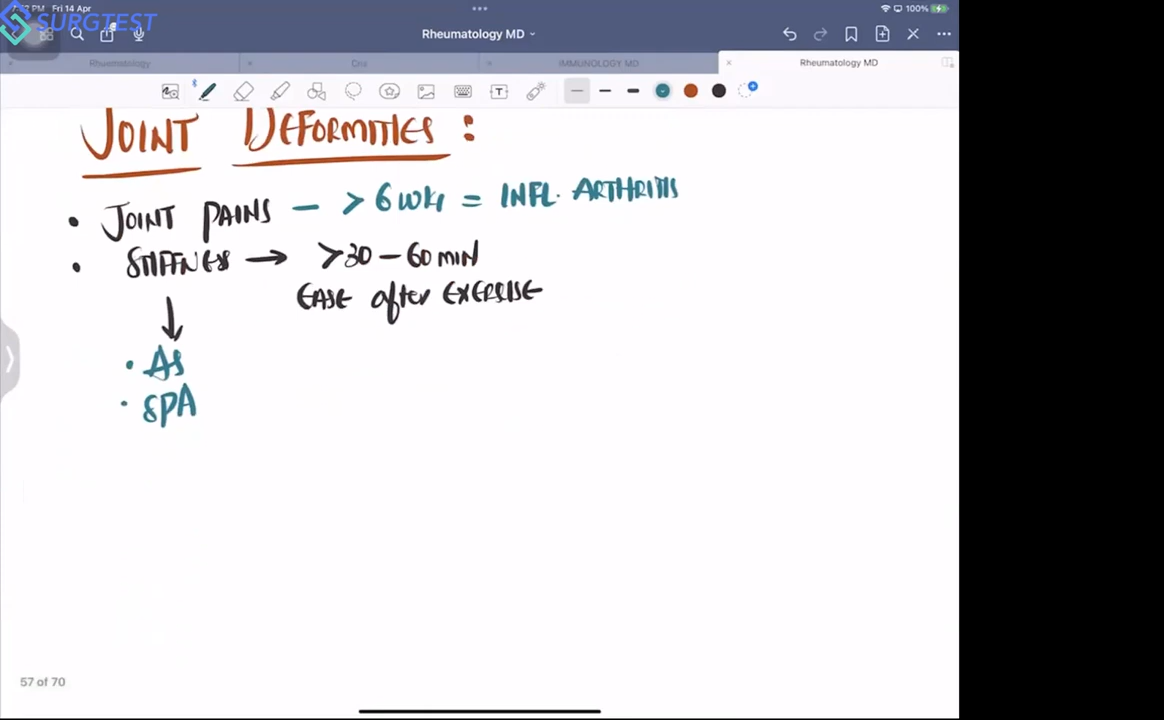 Fri 14 Apr
100%
SURGTEST
Rheumatology MD
Rhuematology
IMMUNOLOGY MD
Rheumatology MD
JOINT DEFORMITIES :
• JOINT PAINS – > 6 wks = INFL. ARTHRITIS
• STIFFNESS → >30 – 60 MIN
EASE after EXERCISE
• AS
• SPA
57 of 70